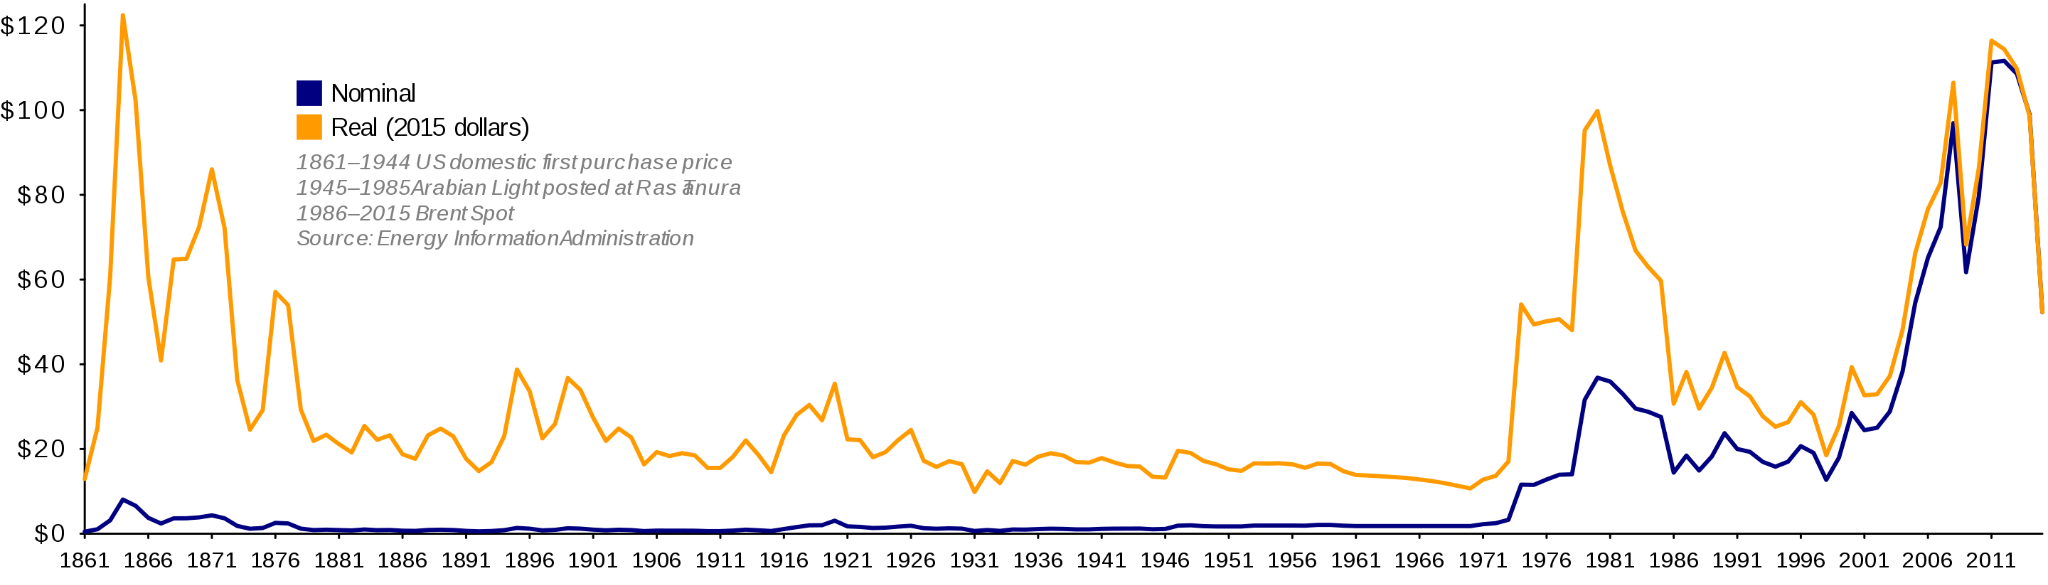 $120
$100
$80
$60
$40
$20
$0
Nominal
Real (2015 dollars)
1861–1944 US domestic first purchase price
1945–1985 Arabian Light posted at Ras Tanura
1986–2015 Brent Spot
Source: Energy Information Administration
1861 1866 1871 1876 1881 1886 1891 1896 1901 1906 1911 1916 1921 1926 1931 1936 1941 1946 1951 1956 1961 1966 1971 1976 1981 1986 1991 1996 2001 2006 2011